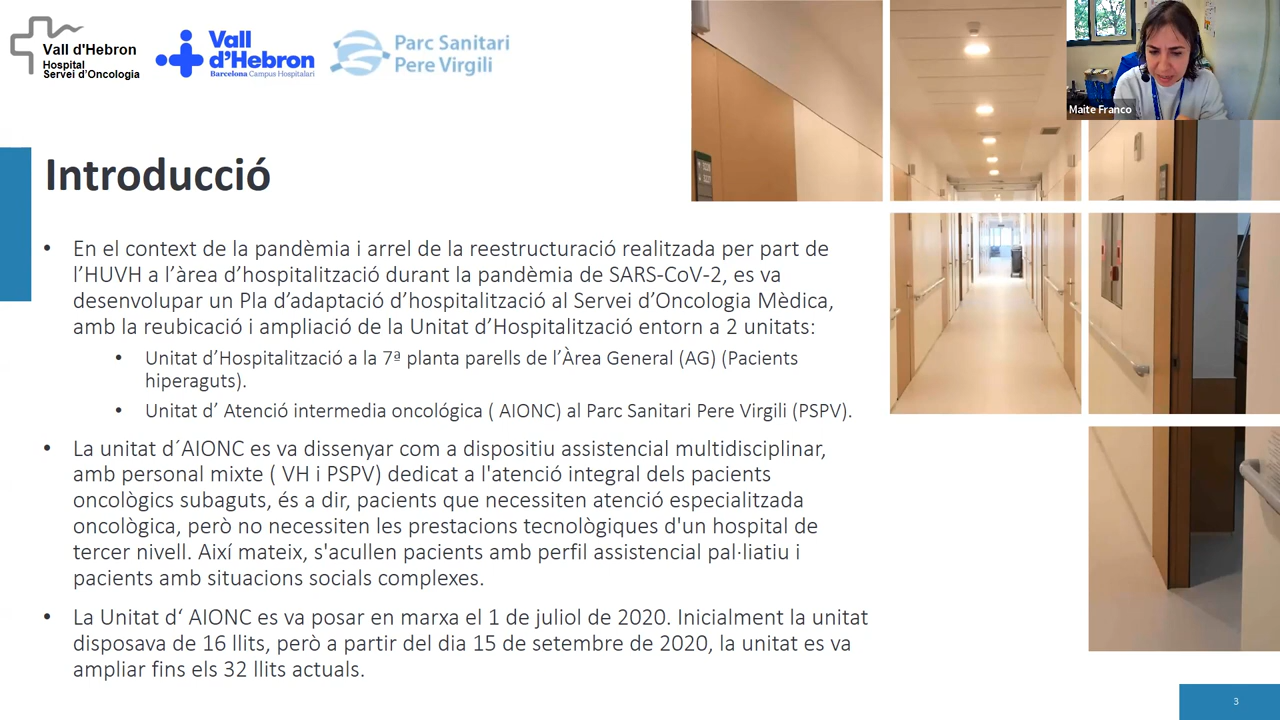 Vall d'Hebron
Hospital
Servei d'Oncologia
Vall
d'Hebron
Barcelona Campus Hospitalari
Parc Sanitari
Pere Virgili
Maite Franco
Introducció
• En el context de la pandèmia i arrel de la reestructuració realitzada per part de
l’HUVH a l’àrea d’hospitalització durant la pandèmia de SARS-CoV-2, es va
desenvolupar un Pla d’adaptació d’hospitalització al Servei d’Oncologia Mèdica,
amb la reubicació i ampliació de la Unitat d’Hospitalització entorn a 2 unitats:
• Unitat d’Hospitalització a la 7ª planta parells de l’Àrea General (AG) (Pacients
hiperaguts).
• Unitat d’ Atenció intermedia oncológica ( AIONC) al Parc Sanitari Pere Virgili (PSPV).
• La unitat d´AIONC es va dissenyar com a dispositiu assistencial multidisciplinar,
amb personal mixte ( VH i PSPV) dedicat a l'atenció integral dels pacients
oncològics subaguts, és a dir, pacients que necessiten atenció especialitzada
oncològica, però no necessiten les prestacions tecnològiques d'un hospital de
tercer nivell. Així mateix, s'acullen pacients amb perfil assistencial pal·liatiu i
pacients amb situacions socials complexes.
• La Unitat d‘ AIONC es va posar en marxa el 1 de juliol de 2020. Inicialment la unitat
disposava de 16 llits, però a partir del dia 15 de setembre de 2020, la unitat es va
ampliar fins els 32 llits actuals.
3